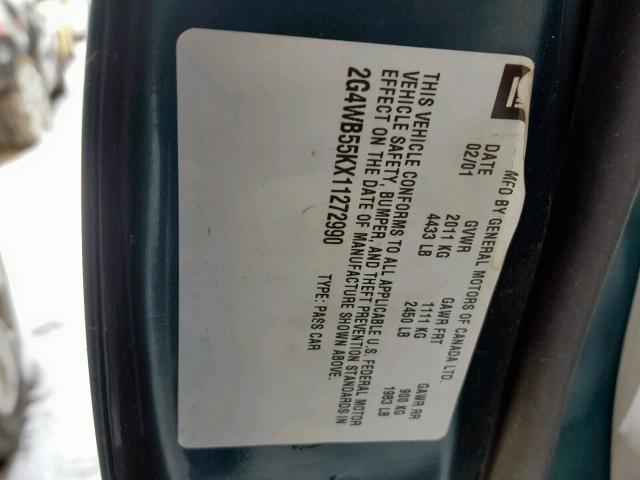 MFD BY GENERAL MOTORS OF CANADA LTD.
DATE GVWR GAWR FRT GAWR RR
02/01 2011 KG 1111 KG 900 KG
4433 LB 2450 LB 1983 LB
THIS VEHICLE CONFORMS TO ALL APPLICABLE U.S. FEDERAL MOTOR
VEHICLE SAFETY, BUMPER, AND THEFT PREVENTION STANDARDS IN
EFFECT ON THE DATE OF MANUFACTURE SHOWN ABOVE.
2G4WB55KX11272990 TYPE: PASS CAR